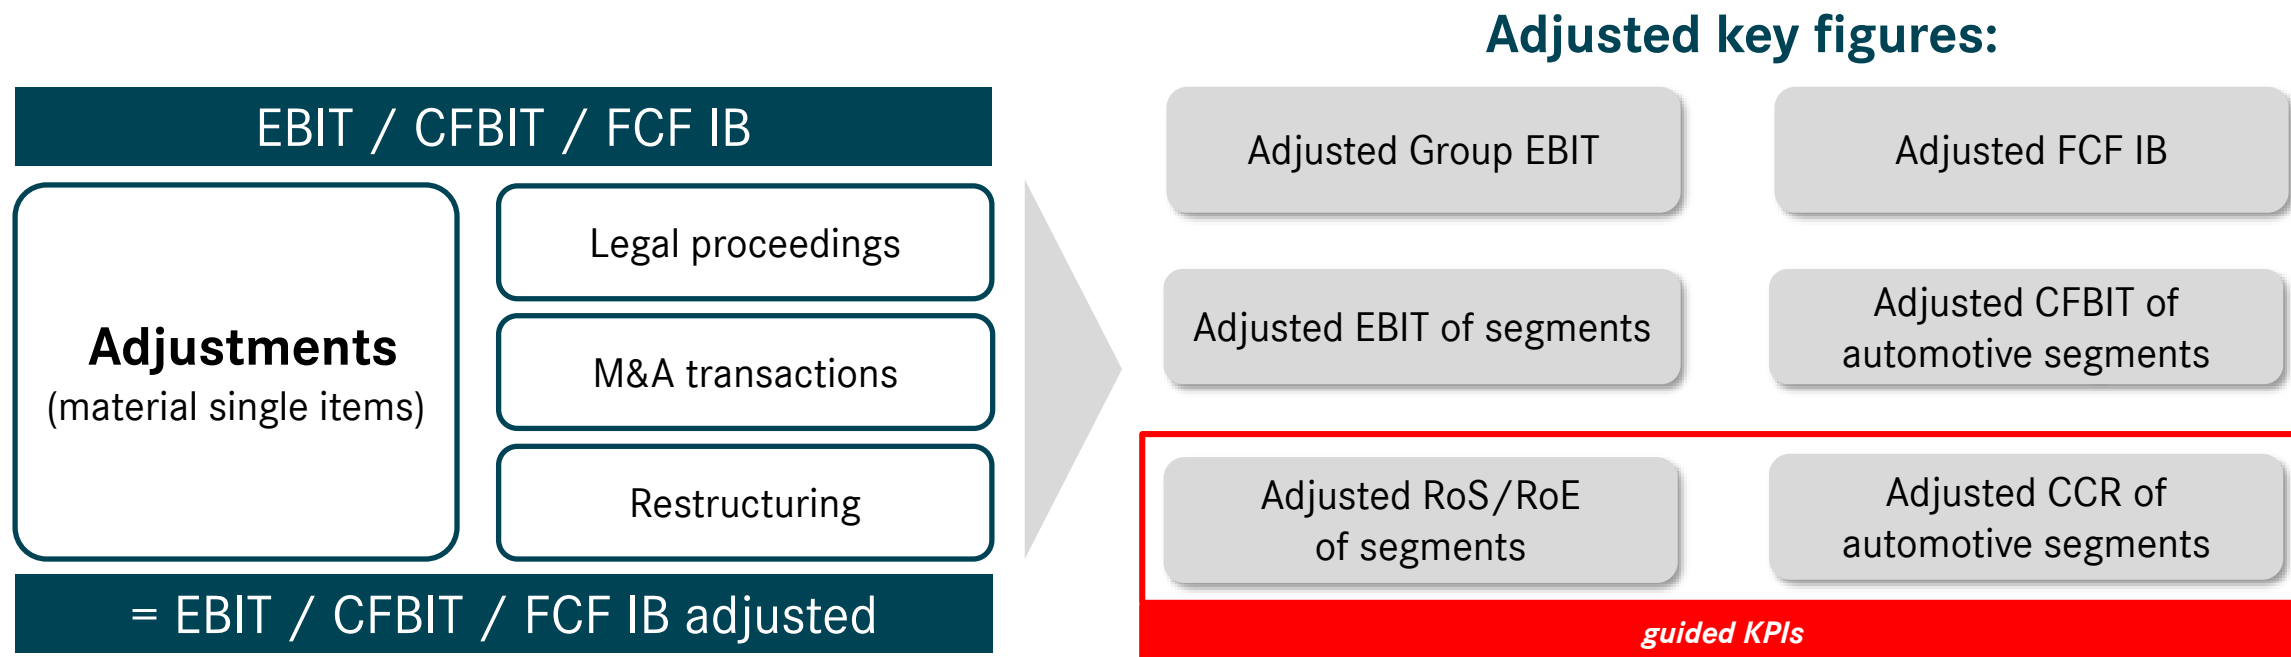 Adjusted key figures:
EBIT / CFBIT / FCF IB
Adjustments
(material single items)
Legal proceedings
M&A transactions
Restructuring
= EBIT / CFBIT / FCF IB adjusted
Adjusted Group EBIT
Adjusted FCF IB
Adjusted EBIT of segments
Adjusted CFBIT of
automotive segments
Adjusted RoS/RoE
of segments
Adjusted CCR of
automotive segments
guided KPIs